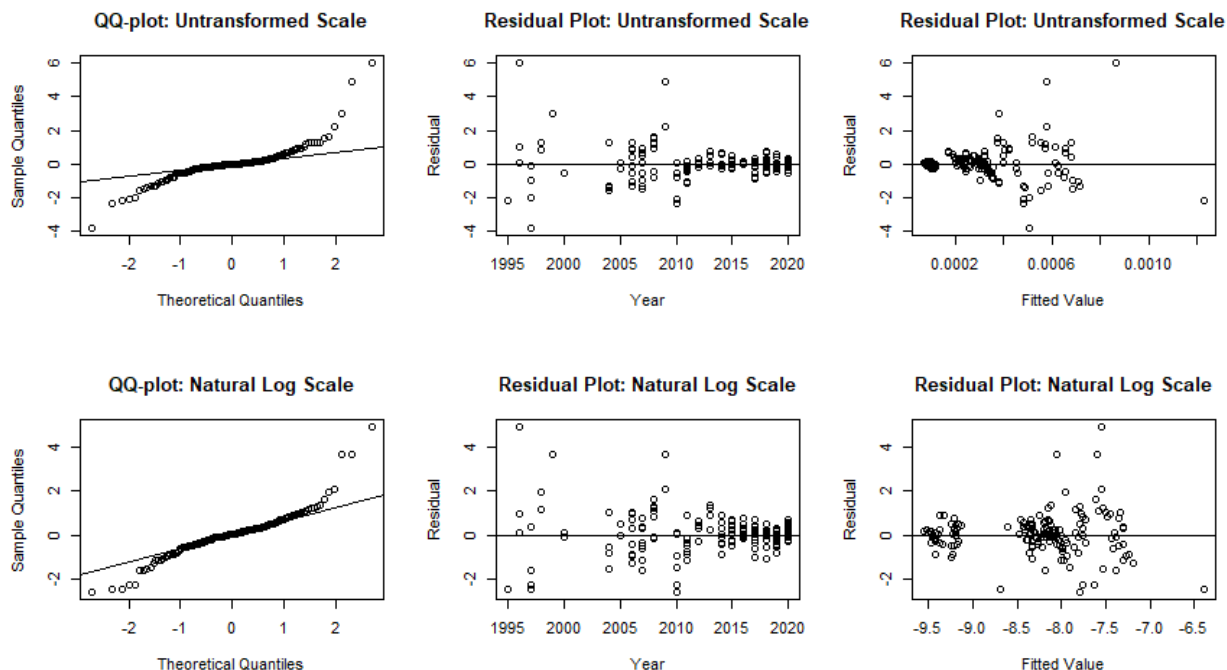 QQ-plot: Untransformed Scale
Sample Quantiles
6
4
2
0
-2
-4
-2 -1 0 1 2
Theoretical Quantiles
Residual Plot: Untransformed Scale
Residual
6
4
2
0
-2
-4
1995 2000 2005 2010 2015 2020
Year
Residual Plot: Untransformed Scale
Residual
6
4
2
0
-2
-4
0.0002 0.0006 0.0010
Fitted Value
QQ-plot: Natural Log Scale
Sample Quantiles
4
2
0
-2
-2 -1 0 1 2
Theoretical Quantiles
Residual Plot: Natural Log Scale
Residual
4
2
0
-2
1995 2000 2005 2010 2015 2020
Year
Residual Plot: Natural Log Scale
Residual
4
2
0
-2
-9.5 -9.0 -8.5 -8.0 -7.5 -7.0 -6.5
Fitted Value